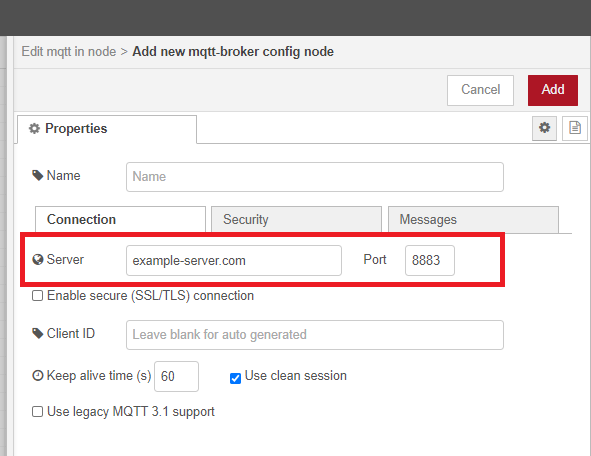 Edit mqtt in node > Add new mqtt-broker config node
Cancel Add
Properties
Name Name
Connection Security Messages
Server example-server.com Port 8883
Enable secure (SSL/TLS) connection
Client ID Leave blank for auto generated
Keep alive time (s) 60 Use clean session
Use legacy MQTT 3.1 support